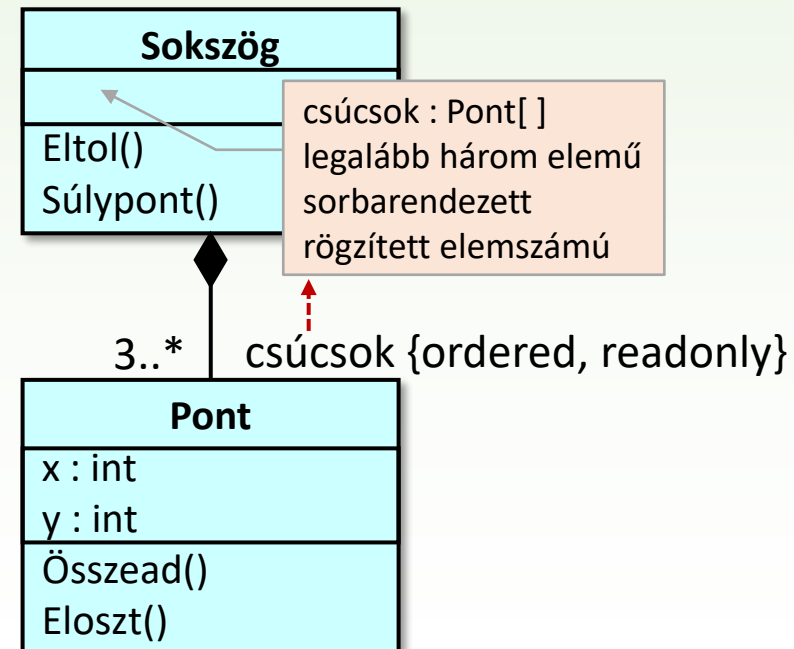 Sokszög
Eltol()
Súlypont()
csúcsok : Pont[ ]
legalább három elemű
sorbarendezett
rögzített elemszámú
3..*
csúcsok {ordered, readonly}
Pont
x : int
y : int
Összead()
Eloszt()